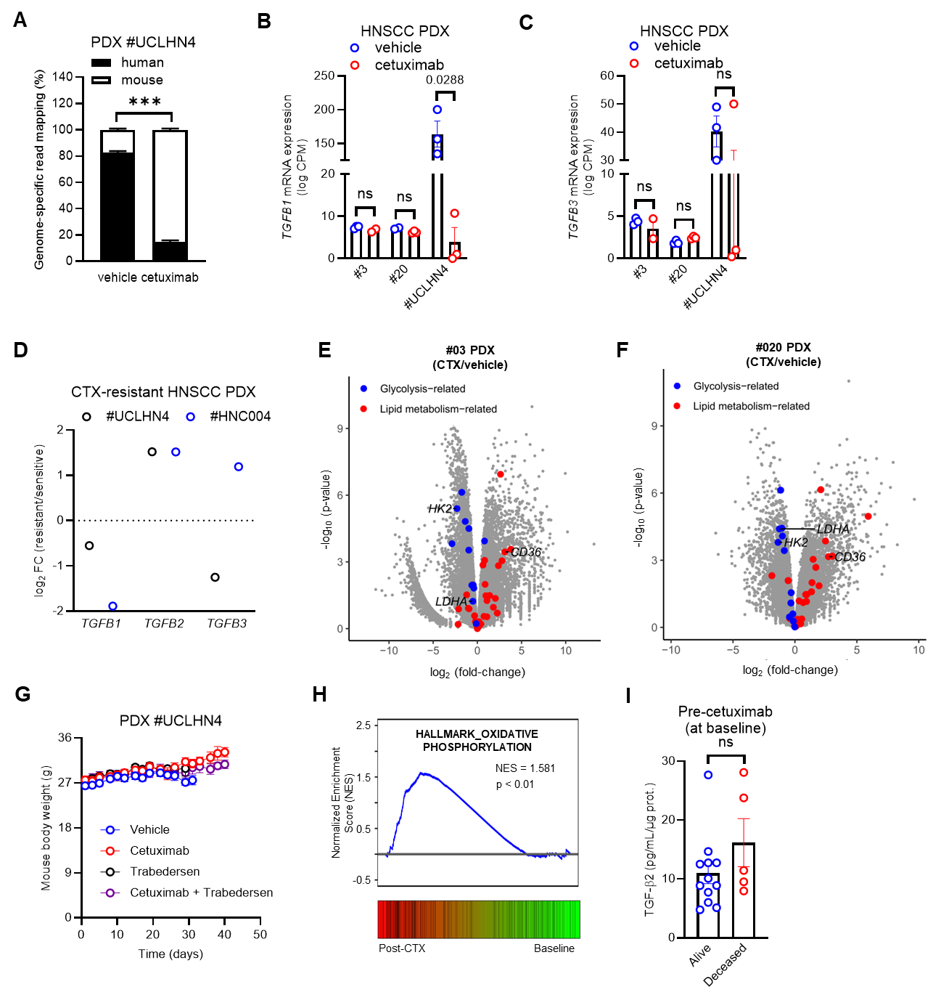 A
PDX #UCLHN4
human
mouse
Genome-specific read mapping (%)
140
120
100
80
60
40
20
0
***
vehicle cetuximab
B
HNSCC PDX
vehicle
cetuximab
TGFB1 mRNA expression
(log CPM)
250
200
150
20
10
0
0.0288
ns
ns
#3
#20
#UCLHN4
C
HNSCC PDX
vehicle
cetuximab
TGFB3 mRNA expression
(log CPM)
60
50
40
30
10
5
0
ns
ns
ns
#3
#20
#UCLHN4
D
CTX-resistant HNSCC PDX
#UCLHN4
#HNC004
log2 FC (resistant/sensitive)
2
1
0
-1
-2
TGFB1
TGFB2
TGFB3
E
#03 PDX
(CTX/vehicle)
Glycolysis−related
Lipid metabolism−related
-log10 (p-value)
9
6
3
0
HK2
CD36
LDHA
−10
−5
0
5
10
log2 (fold-change)
F
#020 PDX
(CTX/vehicle)
Glycolysis−related
Lipid metabolism−related
-log10 (p-value)
9
6
3
0
LDHA
HK2
CD36
−10
−5
0
5
10
log2 (fold-change)
G
PDX #UCLHN4
Mouse body weight (g)
36
27
18
9
0
Vehicle
Cetuximab
Trabedersen
Cetuximab + Trabedersen
0
10
20
30
40
50
Time (days)
H
Normalized Enrichment
Score (NES)
2.5
1.5
0.5
-0.5
HALLMARK_OXIDATIVE
PHOSPHORYLATION
NES = 1.581
p < 0.01
Post-CTX
Baseline
I
Pre-cetuximab
(at baseline)
ns
TGF-β2 (pg/mL/µg prot.)
30
20
10
0
Alive
Deceased